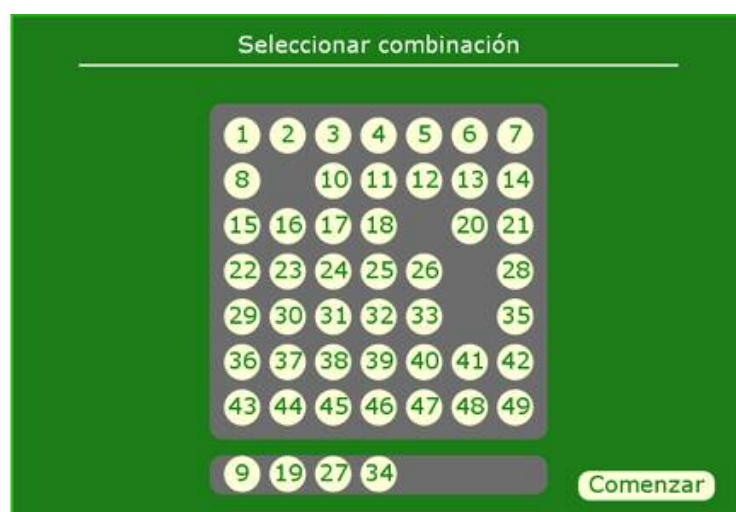 Seleccionar combinación
1 2 3 4 5 6 7
8 10 11 12 13 14
15 16 17 18 20 21
22 23 24 25 26 28
29 30 31 32 33 35
36 37 38 39 40 41 42
43 44 45 46 47 48 49
9 19 27 34
Comenzar